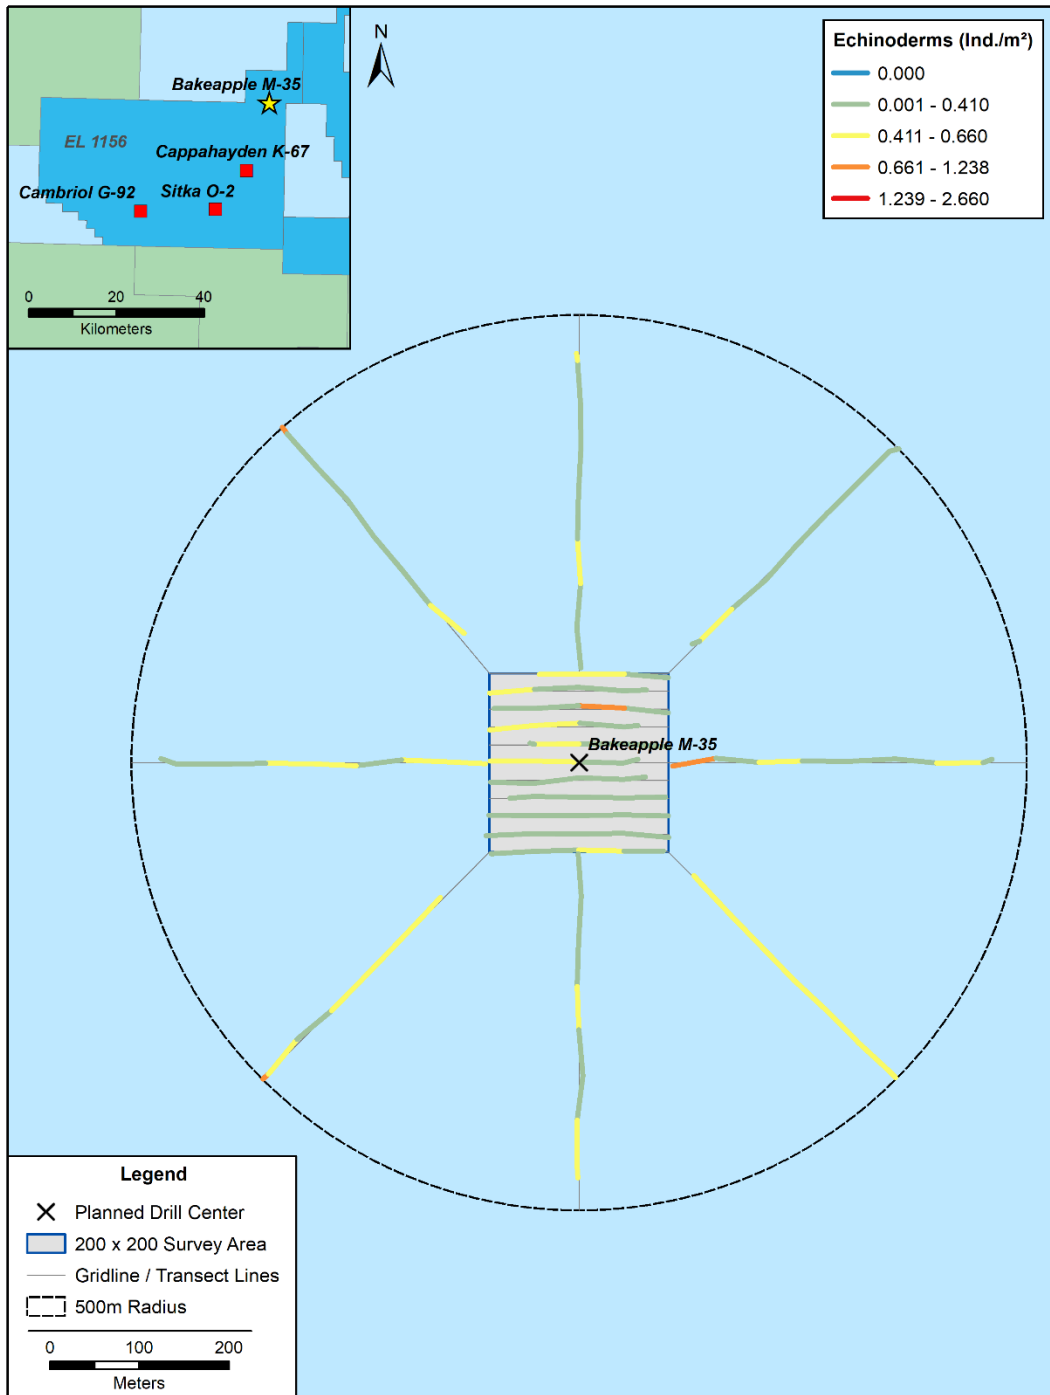 Bakeapple M-35
EL 1156
Cappahayden K-67
Cambriol G-92
Sitka O-2
0 20 40
Kilometers
N
Echinoderms (Ind./m²)
0.000
0.001 - 0.410
0.411 - 0.660
0.661 - 1.238
1.239 - 2.660
Bakeapple M-35
Legend
Planned Drill Center
200 x 200 Survey Area
Gridline / Transect Lines
500m Radius
0 100 200
Meters